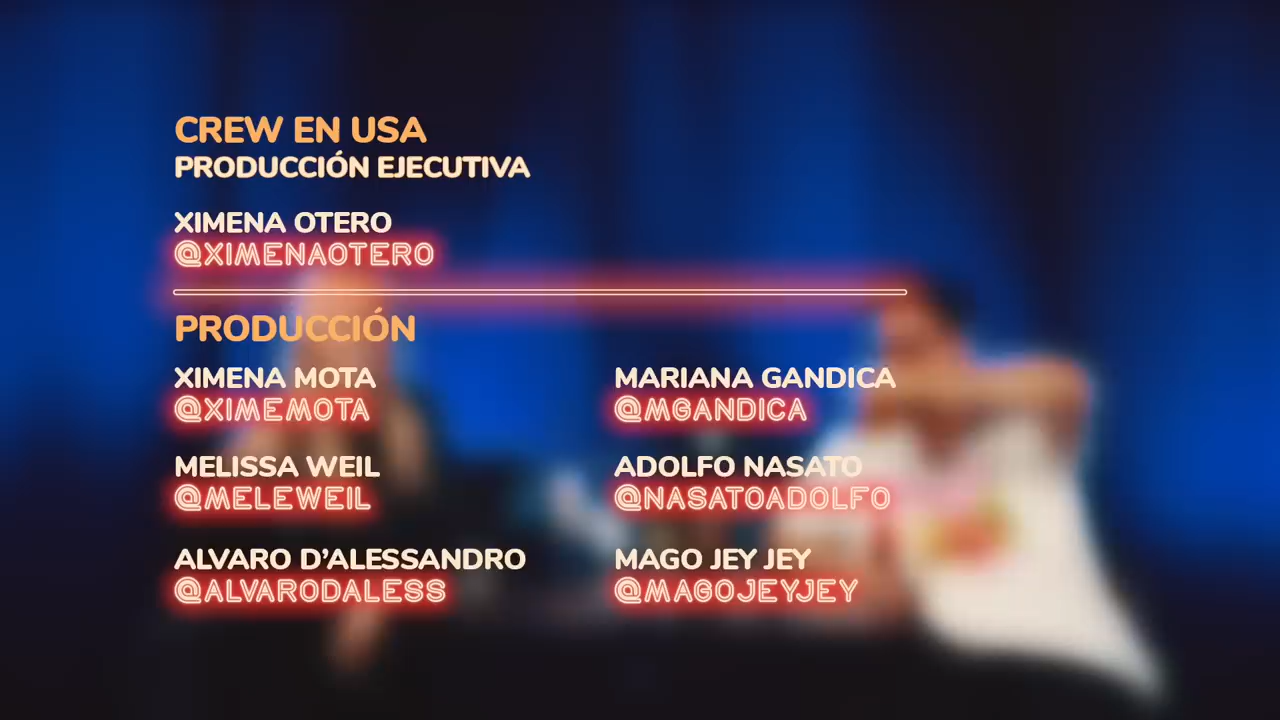 CREW EN USA
PRODUCCIÓN EJECUTIVA
XIMENA OTERO
@XIMENAOTERO
PRODUCCIÓN
XIMENA MOTA
@XIMEMOTA
MELISSA WEIL
@MELEWEIL
ALVARO D’ALESSANDRO
@ALVARODALESS
MARIANA GANDICA
@MGANDICA
ADOLFO NASATO
@NASATOADOLFO
MAGO JEY JEY
@MAGOJEYJEY